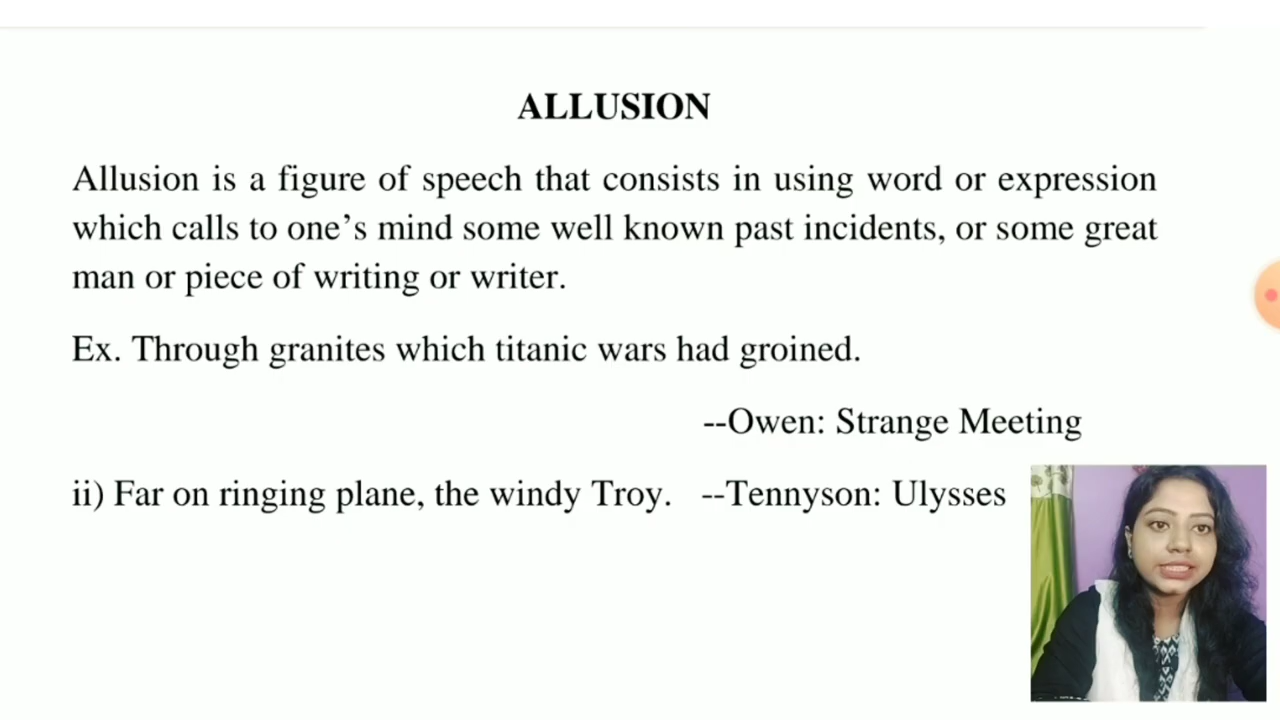 ALLUSION
Allusion is a figure of speech that consists in using word or expression
which calls to one’s mind some well known past incidents, or some great
man or piece of writing or writer.
Ex. Through granites which titanic wars had groined.
--Owen: Strange Meeting
ii) Far on ringing plane, the windy Troy. --Tennyson: Ulysses